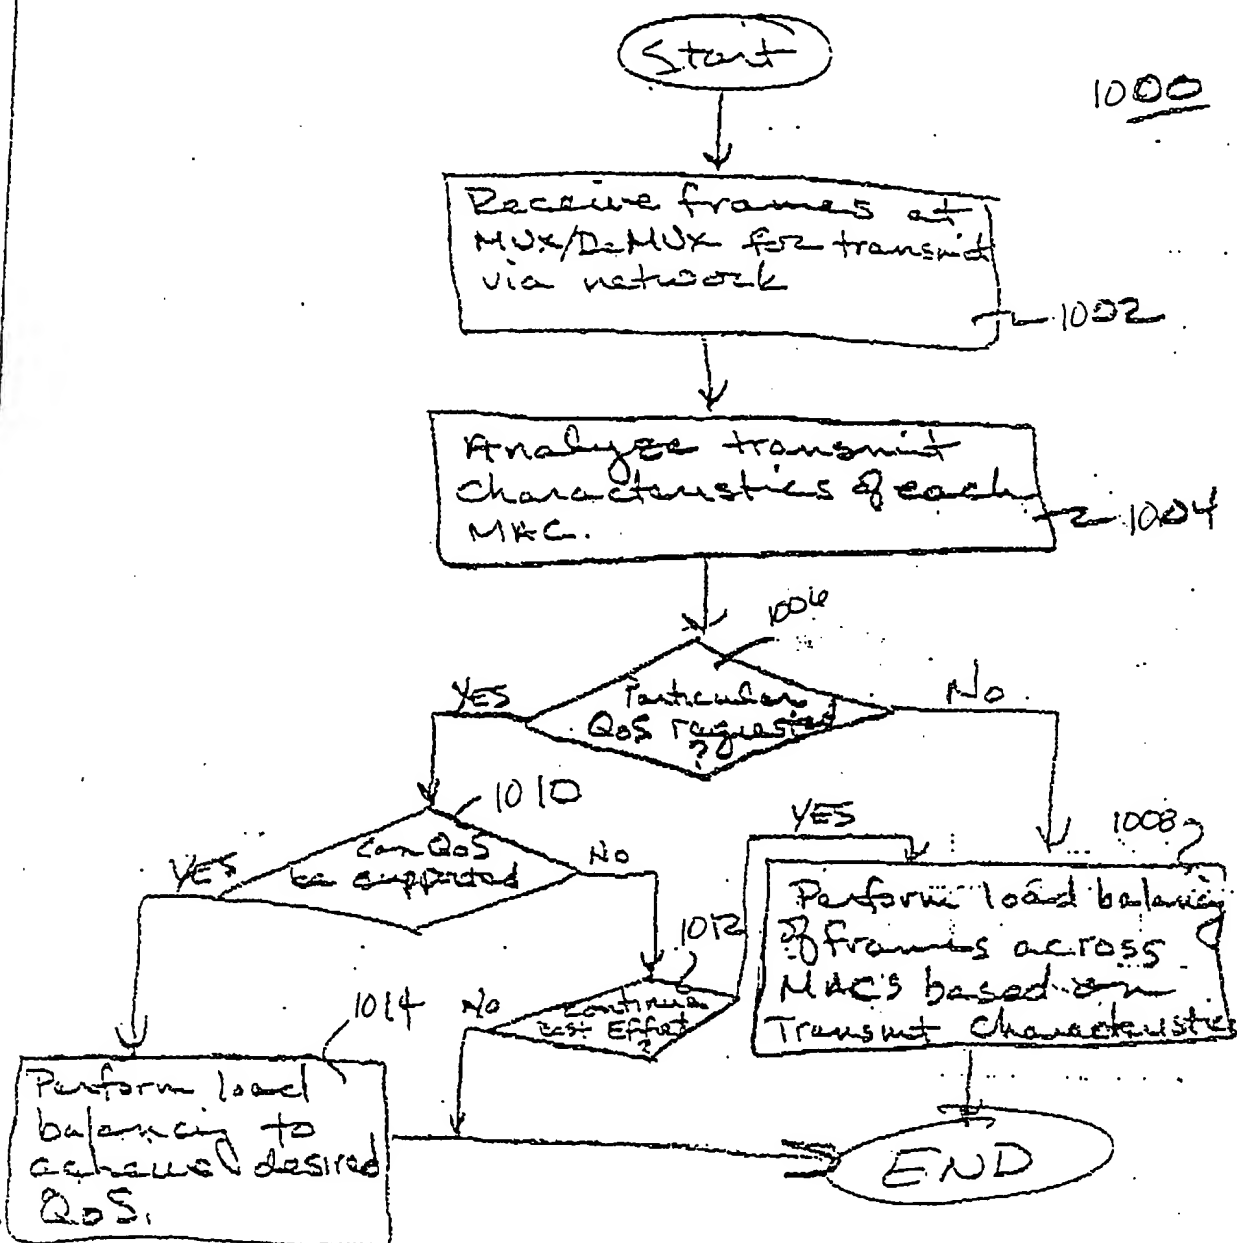 Start
1000
Receive frames at
MUX/DeMUX for transmit
via network
1002
Analyze transmit
characteristics of each
MAC.
1004
1006
Particular
QoS requested
?
YES
No
1010
Can QoS
be supported
YES
No
1012
Continue
Best Effort
?
YES
No
1008
Perform load balancing
of frames across
MAC's based on
Transmit Characteristics
1014
Perform load
balancing to
achieve desired
QoS.
END